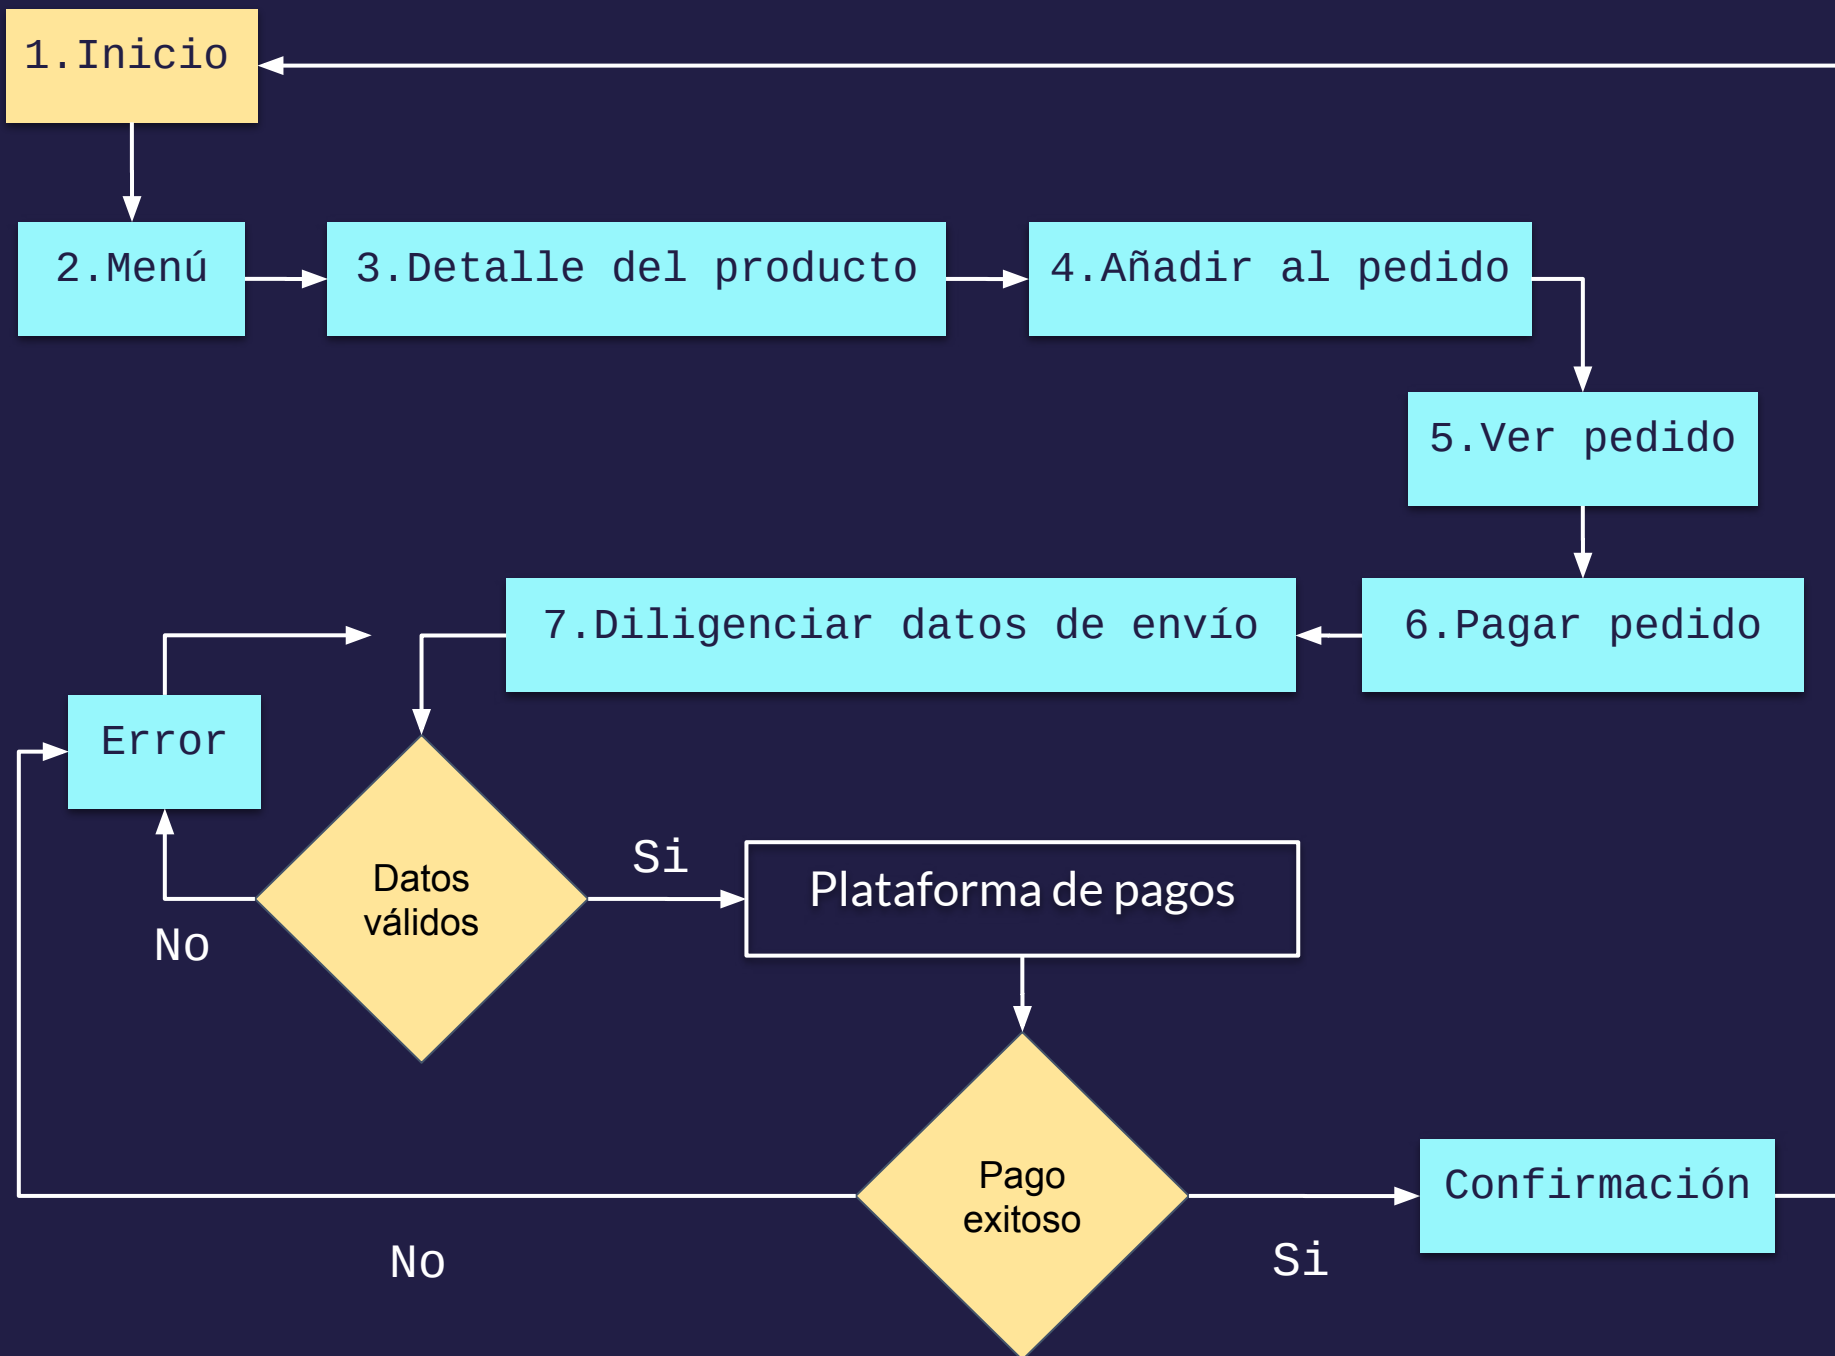 1.Inicio
2.Menú
3.Detalle del producto
4.Añadir al pedido
5.Ver pedido
7.Diligenciar datos de envío
6.Pagar pedido
Error
Datos
válidos
Si
Plataforma de pagos
No
Pago
exitoso
Confirmación
No
Si